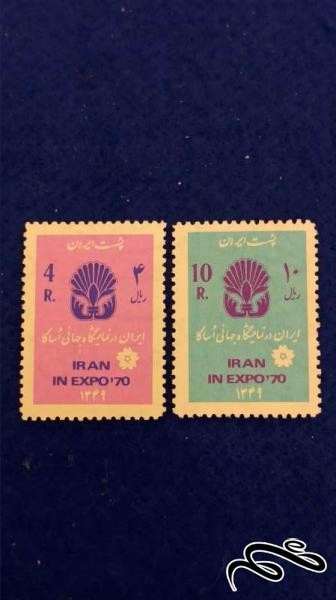 پست ایران
4 ۴
R. ریال
ایران در نمایشگاه جهانی اساکا
IRAN
IN EXPO'70
۱۳۴۹
پست ایران
10 ۱۰
R. ریال
ایران در نمایشگاه جهانی اساکا
IRAN
IN EXPO'70
۱۳۴۹